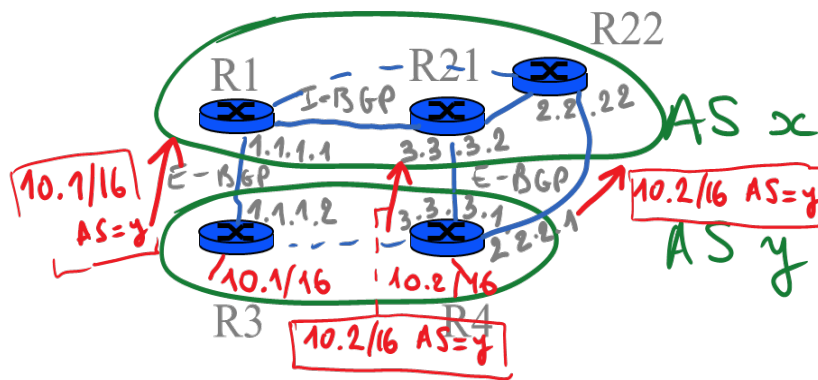 R22
R1
R21
I-BGP
2.2.2.22
AS x
1.1.1.1
3.3.3.2
10.1/16
AS=y
E-BGP
E-BGP
10.2/16 AS=y
1.1.1.2
3.3.3.1
2.2.2.1
AS y
10.1/16
10.2/16
R3
R4
10.2/16 AS=y